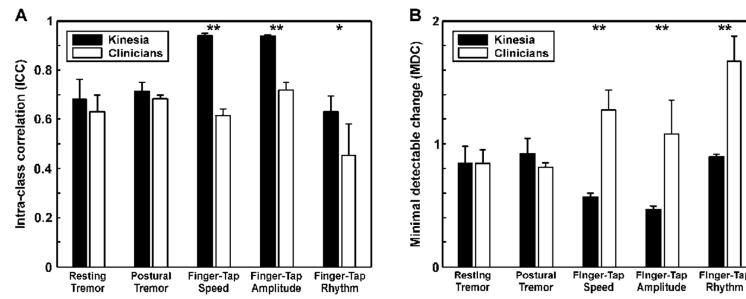 A
Intra-class correlation (ICC)
1
0.8
0.6
0.4
0.2
0
Kinesia
Clinicians
**
**
*
Resting
Tremor
Postural
Tremor
Finger-Tap
Speed
Finger-Tap
Amplitude
Finger-Tap
Rhythm
B
Minimal detectable change (MDC)
2
1
0
Kinesia
Clinicians
**
**
**
Resting
Tremor
Postural
Tremor
Finger-Tap
Speed
Finger-Tap
Amplitude
Finger-Tap
Rhythm